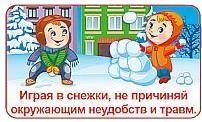 Играя в снежки, не причиняй
окружающим неудобств и травм.